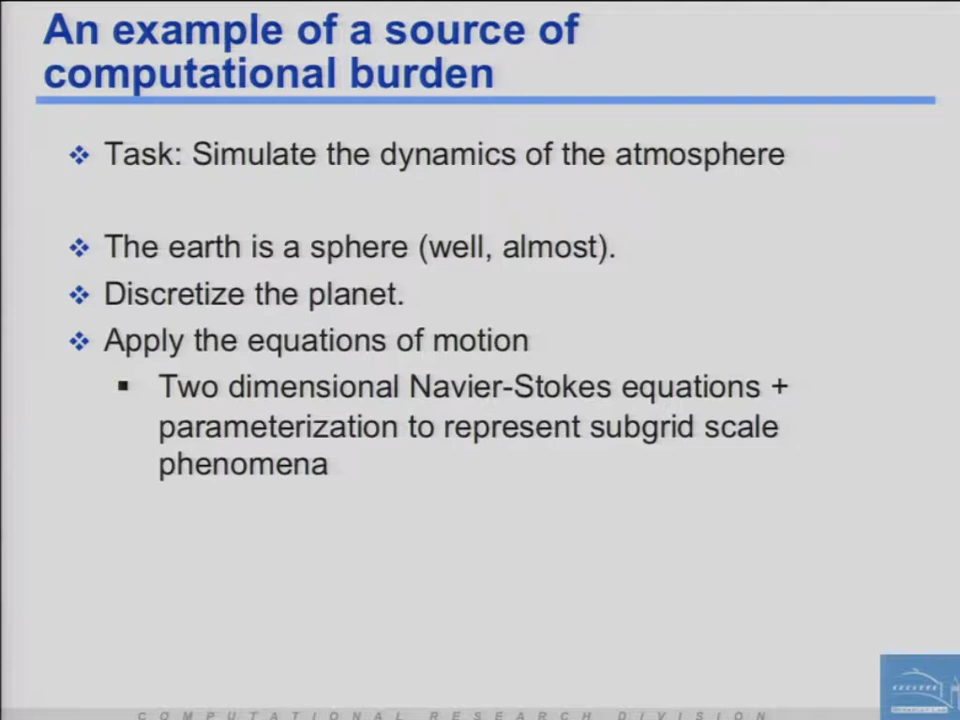 An example of a source of
computational burden
Task: Simulate the dynamics of the atmosphere
The earth is a sphere (well, almost).
Discretize the planet.
Apply the equations of motion
Two dimensional Navier-Stokes equations +
parameterization to represent subgrid scale
phenomena
COMPUTATIONAL RESEARCH DIVISION